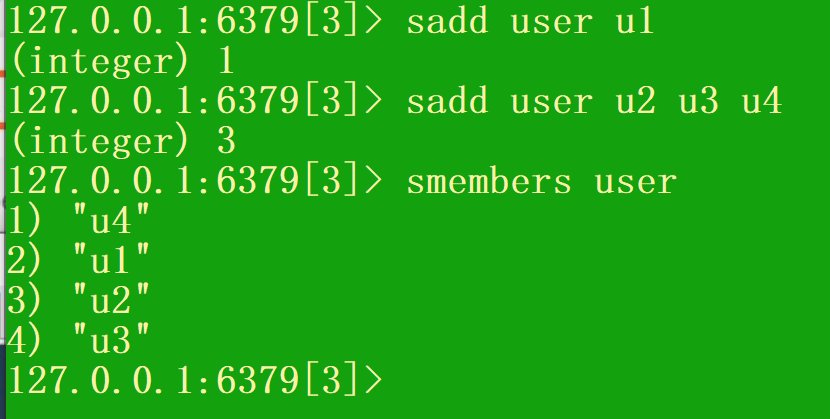 127.0.0.1:6379[3]> sadd user u1
(integer) 1
127.0.0.1:6379[3]> sadd user u2 u3 u4
(integer) 3
127.0.0.1:6379[3]> smembers user
1) "u4"
2) "u1"
3) "u2"
4) "u3"
127.0.0.1:6379[3]>